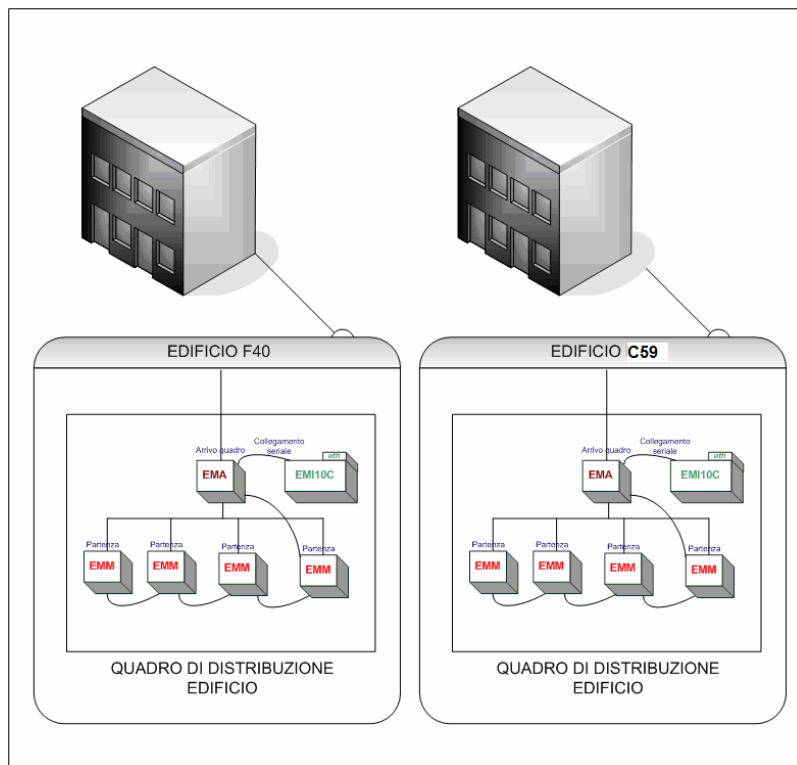 EDIFICIO F40
Arrivo quadro
Collegamento
seriale
eth
EMA
EMI10C
Partenza
Partenza
Partenza
Partenza
EMM
EMM
EMM
EMM
QUADRO DI DISTRIBUZIONE
EDIFICIO
EDIFICIO C59
Arrivo quadro
Collegamento
seriale
eth
EMA
EMI10C
Partenza
Partenza
Partenza
Partenza
EMM
EMM
EMM
EMM
QUADRO DI DISTRIBUZIONE
EDIFICIO